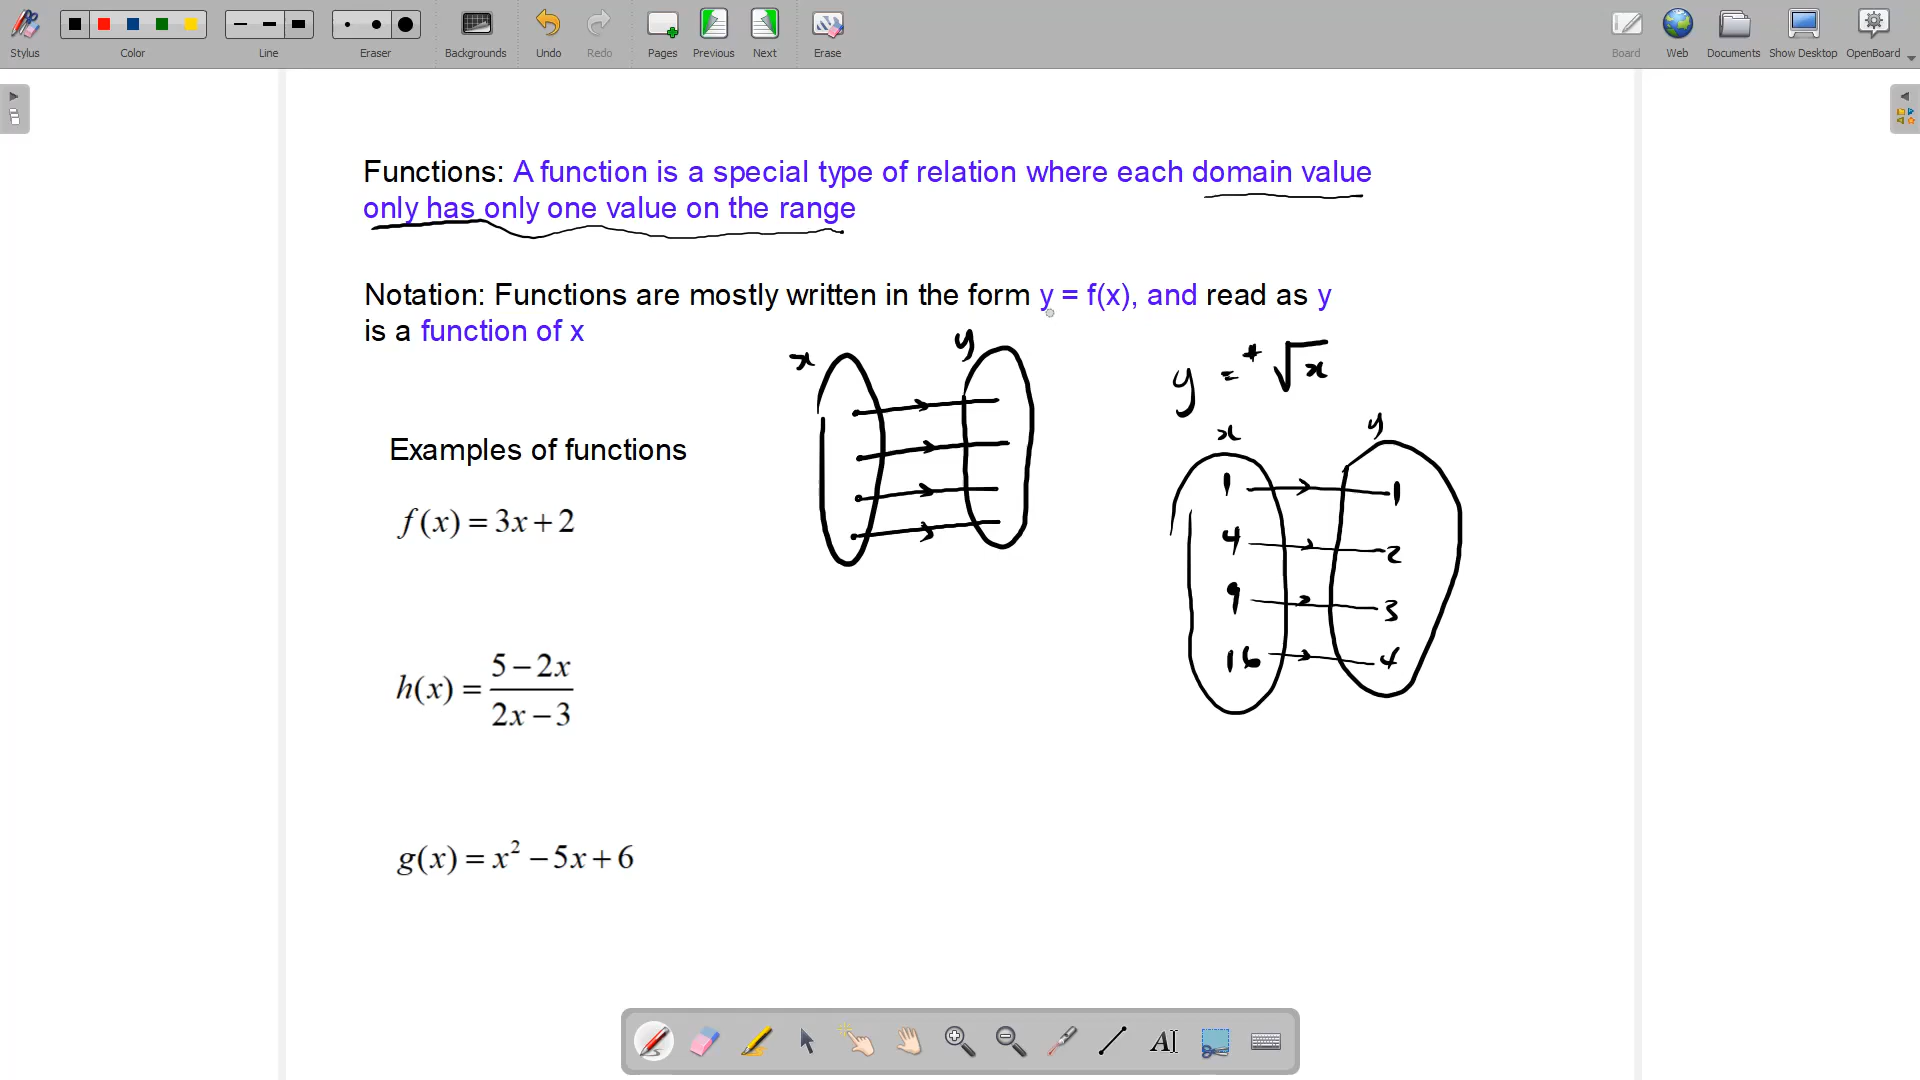 Stylus
Color
Line
Eraser
Backgrounds
Undo
Redo
Pages
Previous
Next
Erase
Board
Web
Documents
Show Desktop
OpenBoard
Functions: A function is a special type of relation where each domain value
only has only one value on the range
Notation: Functions are mostly written in the form y = f(x), and read as y
is a function of x
x y
y = +√x
Examples of functions
x y
1 1
4 2
9 3
16 4
f(x) = 3x + 2
h(x) = (5 − 2x)/(2x − 3)
g(x) = x² − 5x + 6